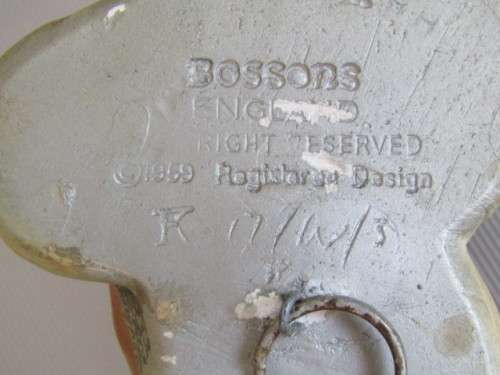 BOSSONS
ENGLAND
RIGHT RESERVED
©1969 Registered Design